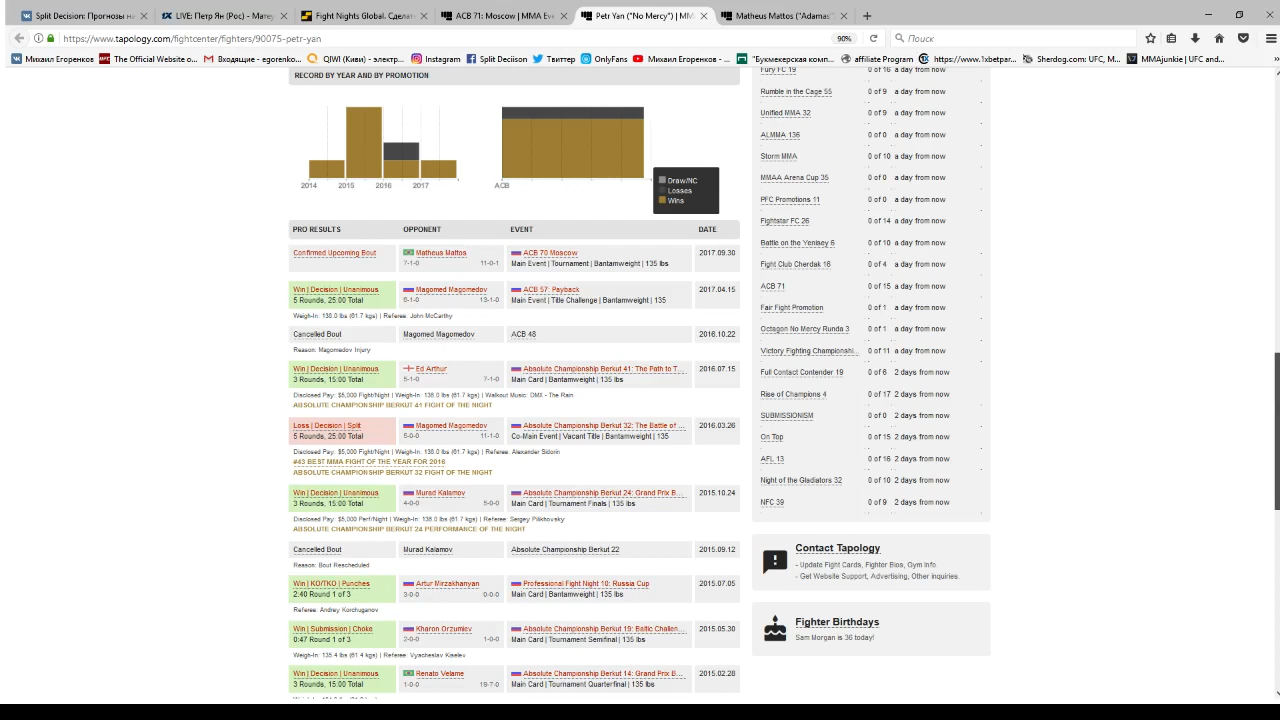 Split Decision: Прогнозы ни
LIVE: Петр Ян (Рос) - Матеу
Fight Nights Global. Сделат
ACB 71: Moscow | MMA Eve
Petr Yan ("No Mercy") | MM
Matheus Mattos ("Adamas"
https://www.tapology.com/fightcenter/fighters/90075-petr-yan
90%
Поиск
Михаил Егоренков
The Official Website o...
Входящие - egorenko...
QIWI (Киви) - электр...
Instagram
Split Decision
Твиттер
OnlyFans
Михаил Егоренков - ...
"Букмекерская комп...
affiliate Program
https://www.1xbetpar...
Sherdog.com: UFC, M...
MMAjunkie | UFC and...
RECORD BY YEAR AND BY PROMOTION
2014 2015 2016 2017
ACB
Draw/NC
Losses
Wins
PRO RESULTS OPPONENT EVENT DATE
Confirmed Upcoming Bout Matheus Mattos ACB 70 Moscow 2017.09.30
7-1-0 11-0-1 Main Event | Tournament | Bantamweight | 135 lbs
Win | Decision | Unanimous Magomed Magomedov ACB 57: Payback 2017.04.15
5 Rounds, 25:00 Total 6-1-0 13-1-0 Main Event | Title Challenge | Bantamweight | 135
Weigh-In: 136.0 lbs (61.7 kgs) | Referee: John McCarthy
Cancelled Bout Magomed Magomedov ACB 48 2016.10.22
Reason: Magomedov Injury
Win | Decision | Unanimous Ed Arthur Absolute Championship Berkut 41: The Path to T... 2016.07.15
3 Rounds, 15:00 Total 5-1-0 7-1-0 Main Card | Bantamweight | 135 lbs
Disclosed Pay: $5,000 Fight/Night | Weigh-In: 136.0 lbs (61.7 kgs) | Walkout Music: DMX - The Rain
ABSOLUTE CHAMPIONSHIP BERKUT 41 FIGHT OF THE NIGHT
Loss | Decision | Split Magomed Magomedov Absolute Championship Berkut 32: The Battle of ... 2016.03.26
5 Rounds, 25:00 Total 5-0-0 11-1-0 Co-Main Event | Vacant Title | Bantamweight | 135
Disclosed Pay: $5,000 Fight/Night | Weigh-In: 136.0 lbs (61.7 kgs) | Referee: Alexander Sidorin
#43 BEST MMA FIGHT OF THE YEAR FOR 2016
ABSOLUTE CHAMPIONSHIP BERKUT 32 FIGHT OF THE NIGHT
Win | Decision | Unanimous Murad Kalamov Absolute Championship Berkut 24: Grand Prix B... 2015.10.24
3 Rounds, 15:00 Total 4-0-0 5-0-0 Main Card | Tournament Finals | 135 lbs
Disclosed Pay: $5,000 Perf/Night | Weigh-In: 136.0 lbs (61.7 kgs) | Referee: Sergey Pilikhovsky
ABSOLUTE CHAMPIONSHIP BERKUT 24 PERFORMANCE OF THE NIGHT
Cancelled Bout Murad Kalamov Absolute Championship Berkut 22 2015.09.12
Reason: Bout Rescheduled
Win | KO/TKO | Punches Artur Mirzakhanyan Professional Fight Night 10: Russia Cup 2015.07.05
2:40 Round 1 of 3 3-0-0 0-0-0 Main Card | Bantamweight | 135 lbs
Referee: Andrey Korchuganov
Win | Submission | Choke Kharon Orzumiev Absolute Championship Berkut 19: Baltic Challen... 2015.05.30
0:47 Round 1 of 3 2-0-0 1-0-0 Main Card | Tournament Semifinal | 135 lbs
Weigh-In: 135.4 lbs (61.4 kgs) | Referee: Vyacheslav Kiselev
Win | Decision | Unanimous Renato Velame Absolute Championship Berkut 14: Grand Prix B... 2015.02.28
3 Rounds, 15:00 Total 1-0-0 19-7-0 Main Card | Tournament Quarterfinal | 135 lbs
Fury FC 19 0 of 16 a day from now
Rumble in the Cage 55 0 of 9 a day from now
Unified MMA 32 0 of 9 a day from now
ALMMA 136 0 of 0 a day from now
Storm MMA 0 of 10 a day from now
MMAA Arena Cup 35 0 of 0 a day from now
PFC Promotions 11 0 of 0 a day from now
Fightstar FC 26 0 of 14 a day from now
Battle on the Yenisey 6 0 of 10 a day from now
Fight Club Cherdak 16 0 of 4 a day from now
ACB 71 0 of 15 a day from now
Fair Fight Promotion 0 of 1 a day from now
Octagon No Mercy Runda 3 0 of 1 a day from now
Victory Fighting Championshi... 0 of 11 a day from now
Full Contact Contender 19 0 of 6 2 days from now
Rise of Champions 4 0 of 17 2 days from now
SUBMISSIONISM 0 of 0 2 days from now
On Top 0 of 15 2 days from now
AFL 13 0 of 16 2 days from now
Night of the Gladiators 32 0 of 10 2 days from now
NFC 39 0 of 9 2 days from now
Contact Tapology
- Update Fight Cards, Fighter Bios, Gym Info.
- Get Website Support, Advertising, Other inquiries.
Fighter Birthdays
Sam Morgan is 36 today!